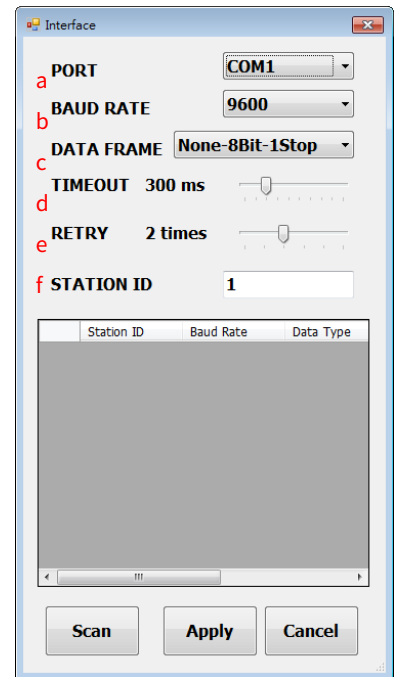 Interface
a PORT COM1
b BAUD RATE 9600
c DATA FRAME None-8Bit-1Stop
d TIMEOUT 300 ms
e RETRY 2 times
f STATION ID 1
Station ID Baud Rate Data Type
Scan Apply Cancel